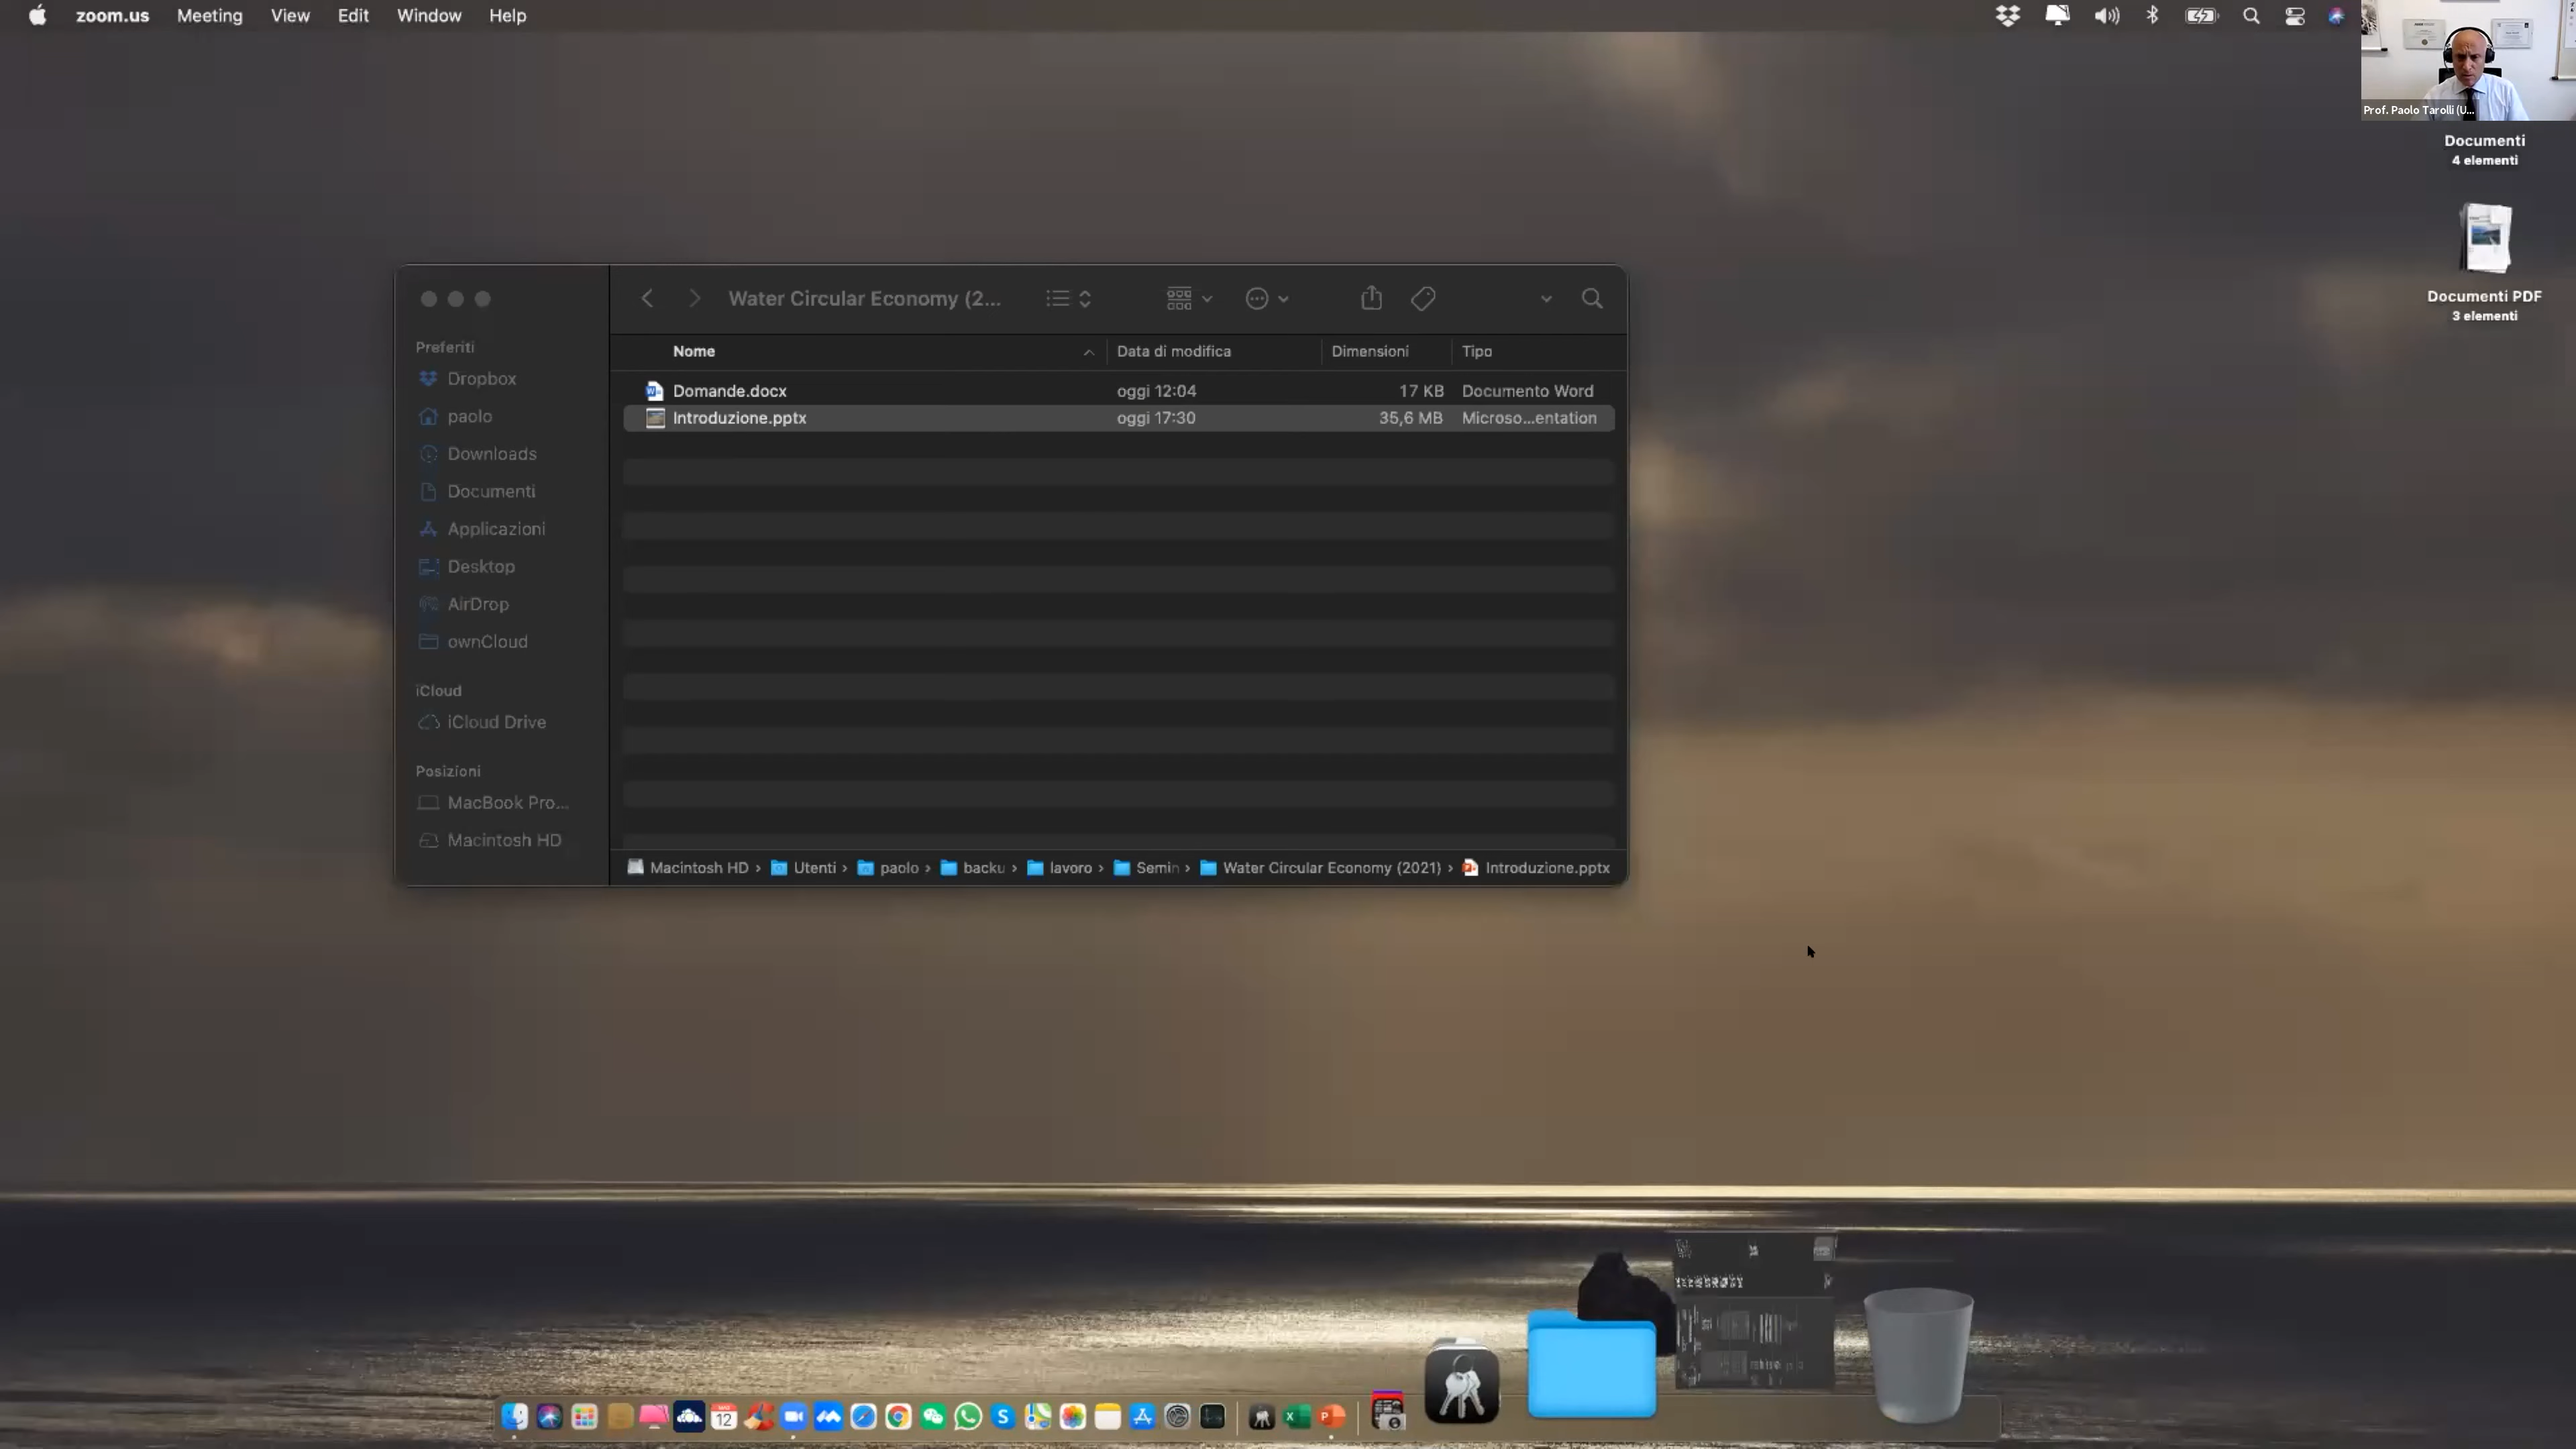 zoom.us Meeting View Edit Window Help
Prof. Paolo Tarolli (U...
Documenti
4 elementi
Documenti PDF
3 elementi
Water Circular Economy (2...
Preferiti
Dropbox
paolo
Downloads
Documenti
Applicazioni
Desktop
AirDrop
ownCloud
iCloud
iCloud Drive
Posizioni
MacBook Pro...
Macintosh HD
Nome Data di modifica Dimensioni Tipo
Domande.docx oggi 12:04 17 KB Documento Word
Introduzione.pptx oggi 17:30 35,6 MB Microso...entation
Macintosh HD › Utenti › paolo › backu › lavoro › Semin › Water Circular Economy (2021) › Introduzione.pptx
12